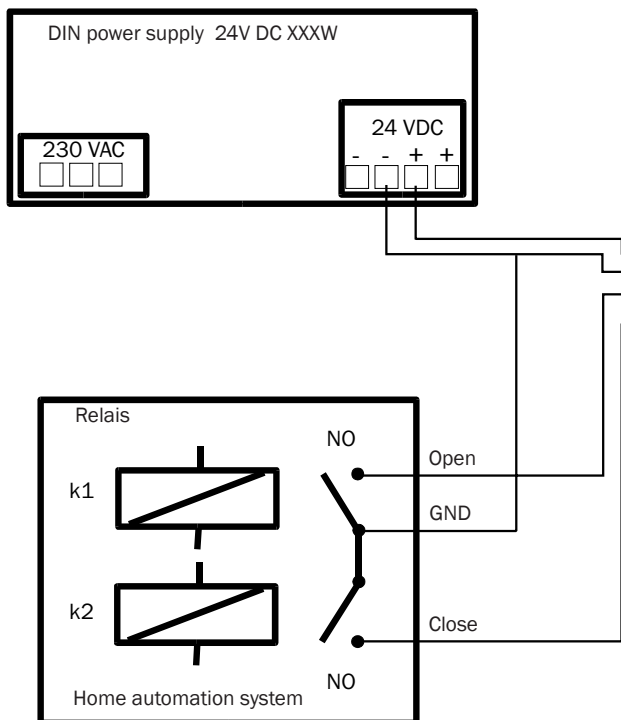 DIN power supply 24V DC XXXW
24 VDC
230 VAC
- - + +
Relais
NO
Open
k1
GND
k2
Close
NO
Home automation system